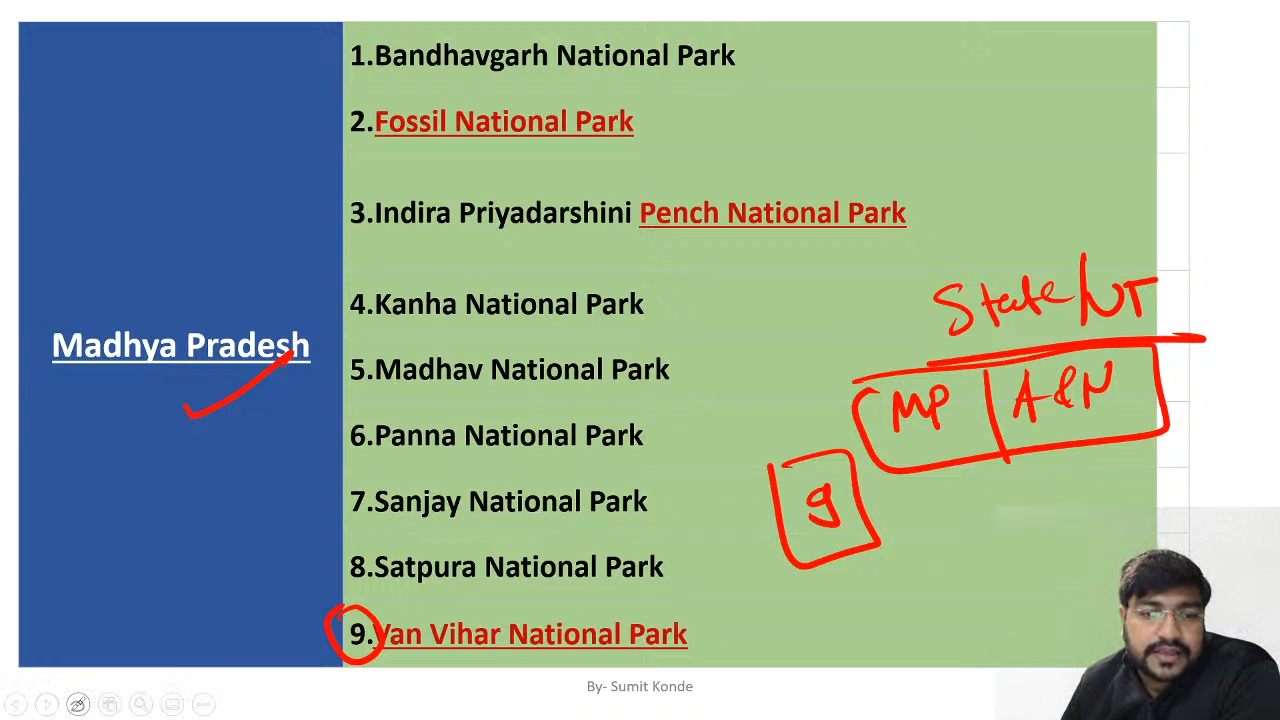 1.Bandhavgarh National Park
2.Fossil National Park
3.Indira Priyadarshini Pench National Park
4.Kanha National Park
Madhya Pradesh
5.Madhav National Park
6.Panna National Park
7.Sanjay National Park
8.Satpura National Park
9.Van Vihar National Park
State UT
MP A&N
9
By- Sumit Konde